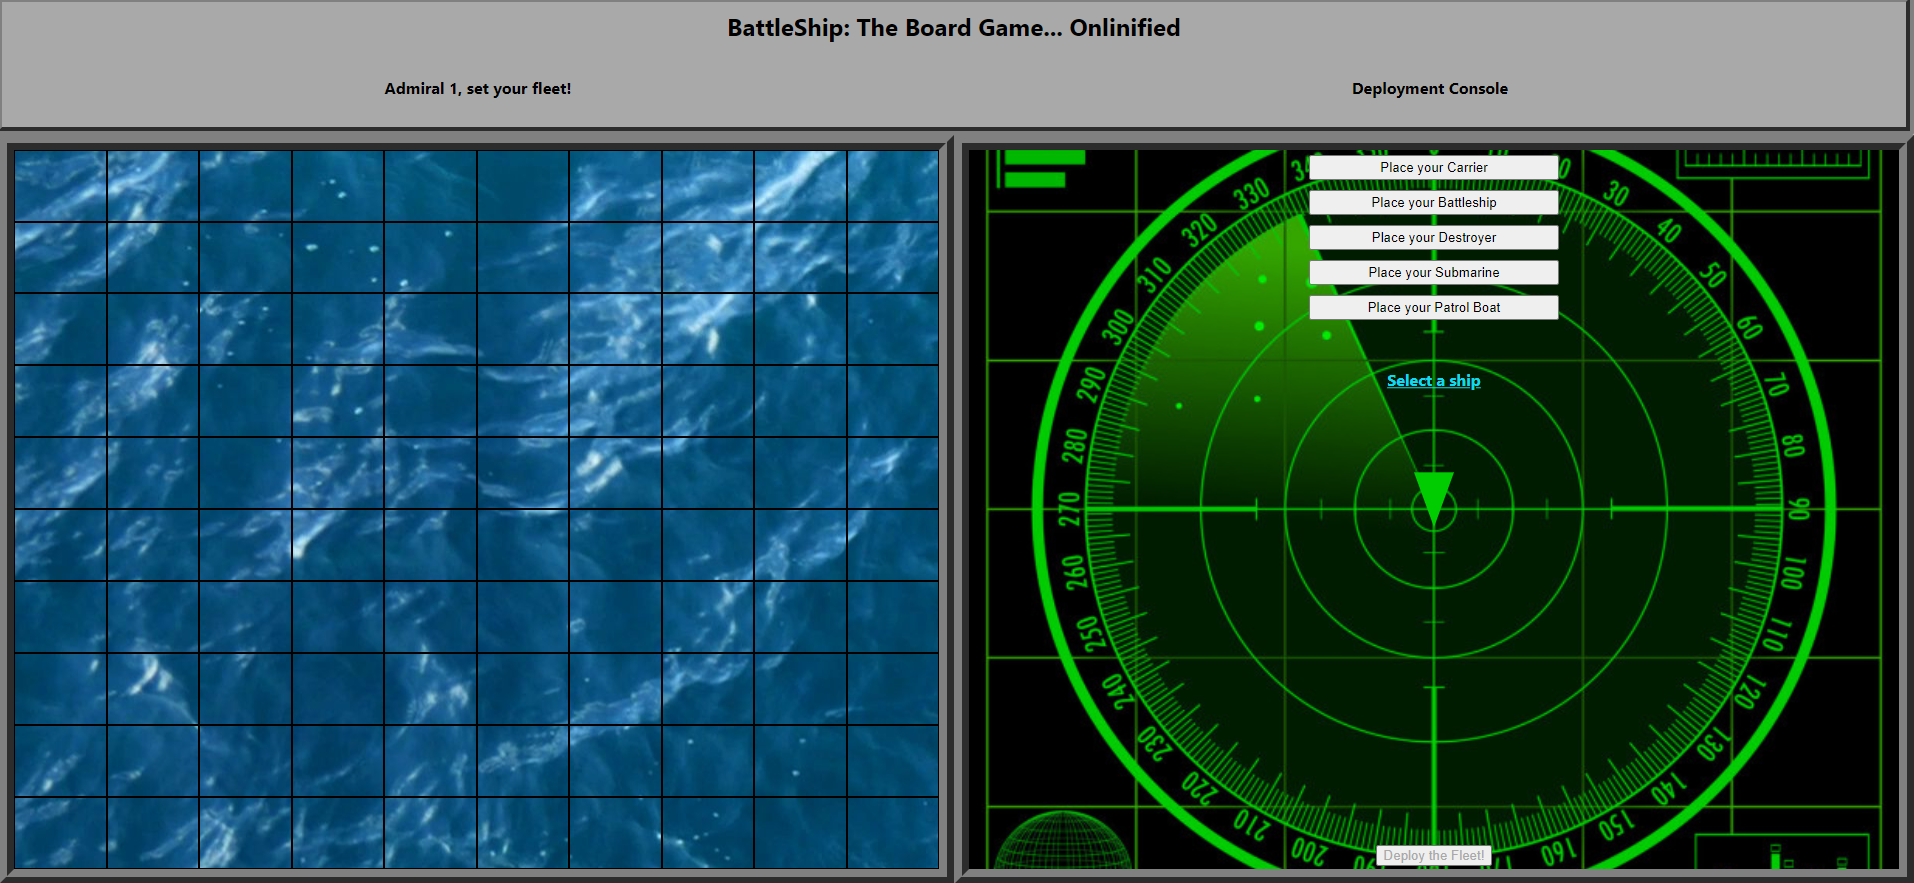 BattleShip: The Board Game... Onlinified
Admiral 1, set your fleet!
Deployment Console
Place your Carrier
Place your Battleship
Place your Destroyer
Place your Submarine
Place your Patrol Boat
Select a ship
330
320
310
300
290
280
270
260
250
240
230
220
210
200
30
40
50
60
70
80
90
100
110
120
130
140
150
160
Deploy the Fleet!